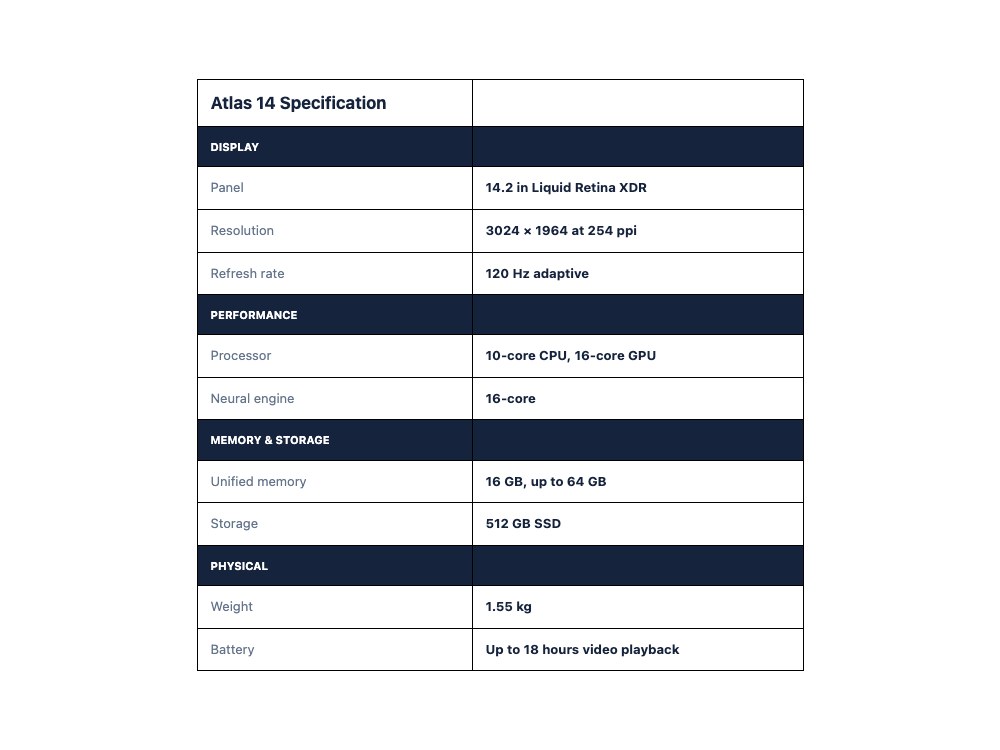 Atlas 14 Specification
DISPLAY
Panel 14.2 in Liquid Retina XDR
Resolution 3024 × 1964 at 254 ppi
Refresh rate 120 Hz adaptive
PERFORMANCE
Processor 10-core CPU, 16-core GPU
Neural engine 16-core
MEMORY & STORAGE
Unified memory 16 GB, up to 64 GB
Storage 512 GB SSD
PHYSICAL
Weight 1.55 kg
Battery Up to 18 hours video playback